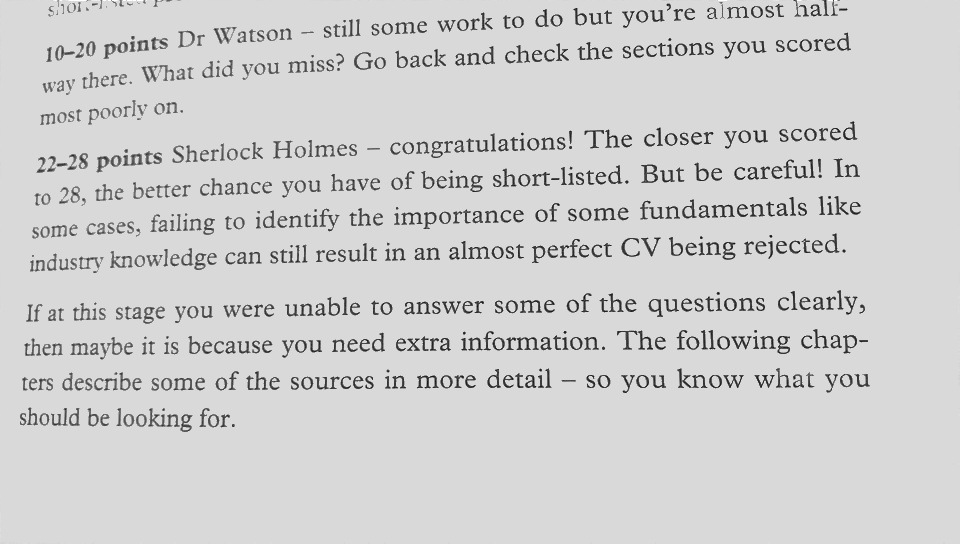 10–20 points Dr Watson – still some work to do but you're almost half-
way there. What did you miss? Go back and check the sections you scored
most poorly on.
22–28 points Sherlock Holmes – congratulations! The closer you scored
to 28, the better chance you have of being short-listed. But be careful! In
some cases, failing to identify the importance of some fundamentals like
industry knowledge can still result in an almost perfect CV being rejected.
If at this stage you were unable to answer some of the questions clearly,
then maybe it is because you need extra information. The following chap-
ters describe some of the sources in more detail – so you know what you
should be looking for.